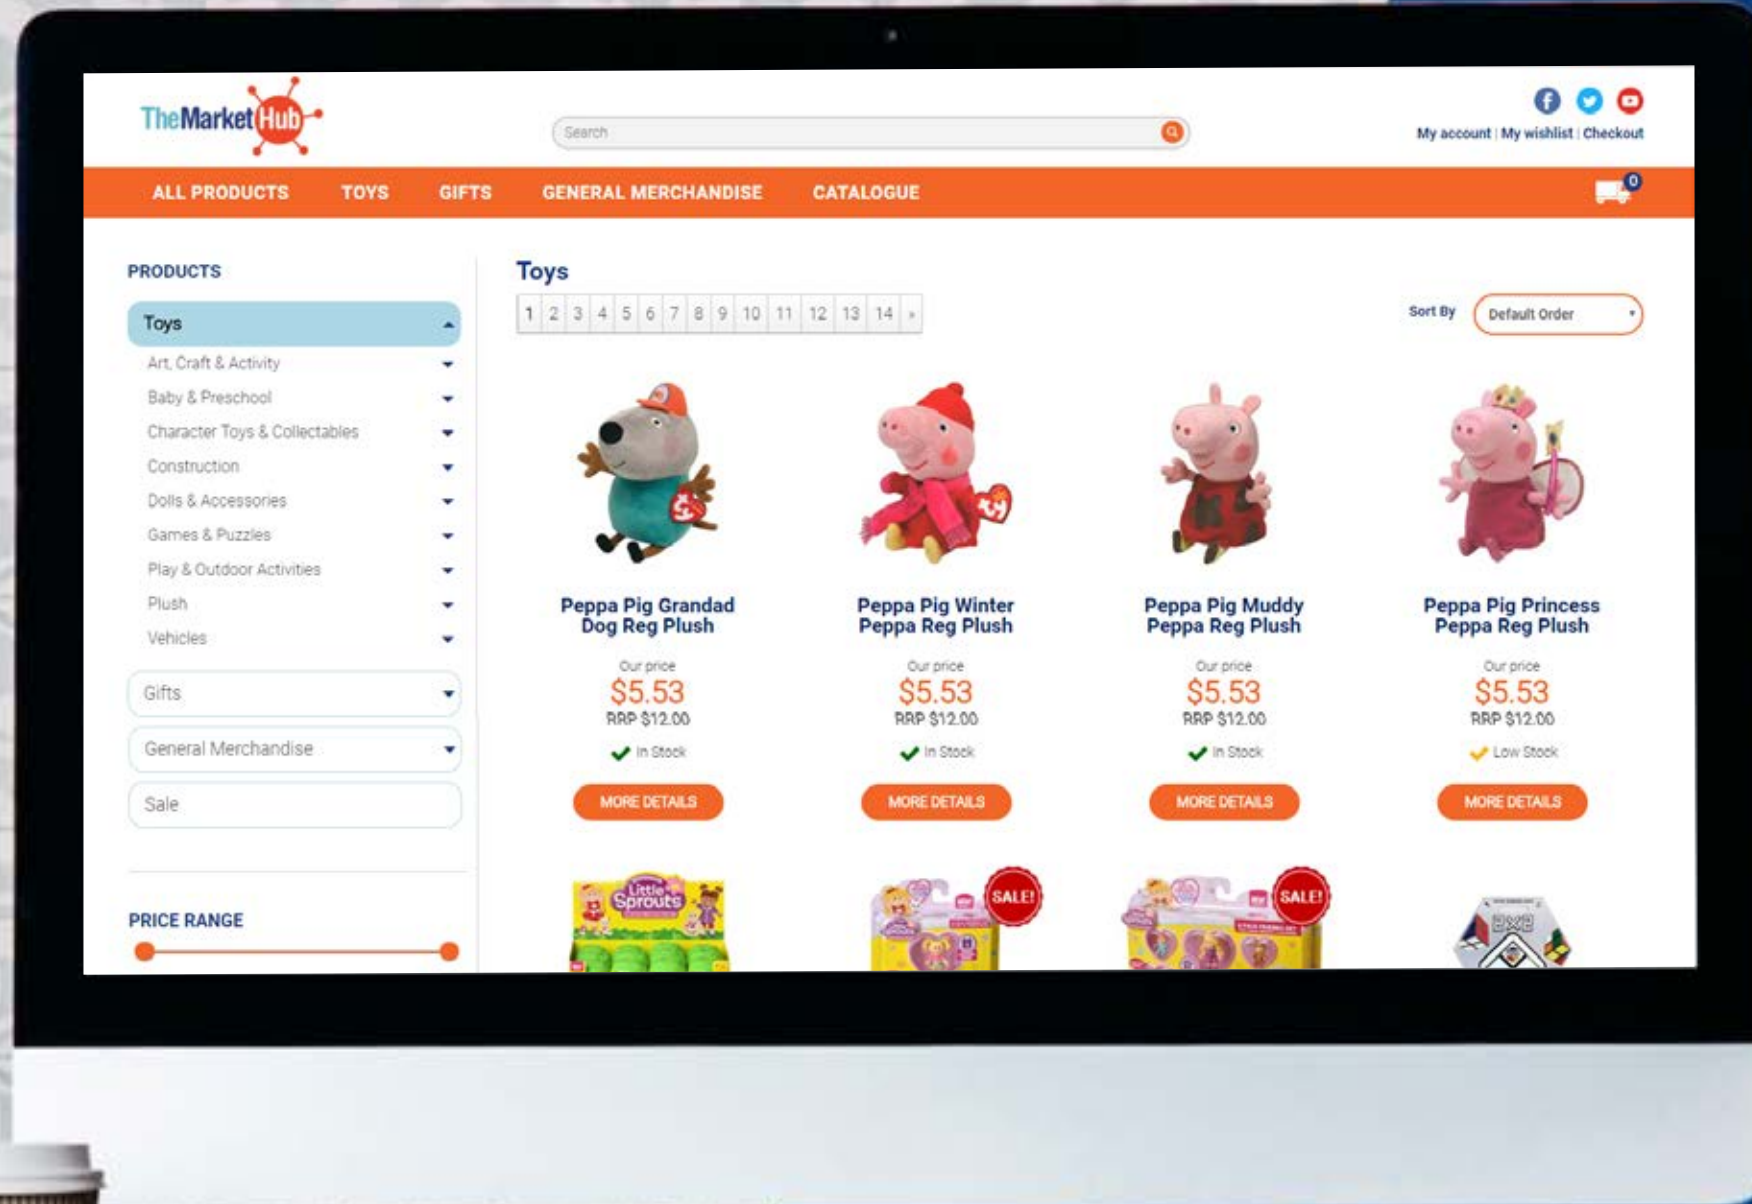 TheMarketHub
Search
My account | My wishlist | Checkout
ALL PRODUCTS TOYS GIFTS GENERAL MERCHANDISE CATALOGUE
0
PRODUCTS
Toys
Art, Craft & Activity
Baby & Preschool
Character Toys & Collectables
Construction
Dolls & Accessories
Games & Puzzles
Play & Outdoor Activities
Plush
Vehicles
Gifts
General Merchandise
Sale
PRICE RANGE
Toys
1 2 3 4 5 6 7 8 9 10 11 12 13 14 »
Sort By Default Order
ty
ty
Peppa Pig Grandad
Dog Reg Plush
Our price
$5.53
RRP $12.00
In Stock
MORE DETAILS
Peppa Pig Winter
Peppa Reg Plush
Our price
$5.53
RRP $12.00
In Stock
MORE DETAILS
Peppa Pig Muddy
Peppa Reg Plush
Our price
$5.53
RRP $12.00
In Stock
MORE DETAILS
Peppa Pig Princess
Peppa Reg Plush
Our price
$5.53
RRP $12.00
Low Stock
MORE DETAILS
Little
Sprouts
SALE!
SALE!
2x2